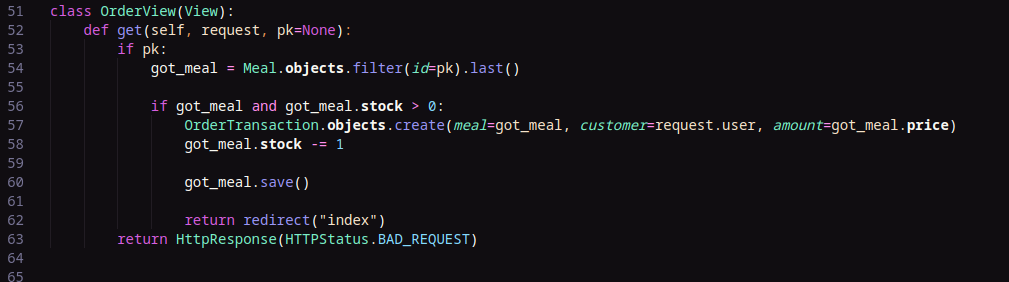 51 class OrderView(View):
52     def get(self, request, pk=None):
53         if pk:
54             got_meal = Meal.objects.filter(id=pk).last()
55
56             if got_meal and got_meal.stock > 0:
57                 OrderTransaction.objects.create(meal=got_meal, customer=request.user, amount=got_meal.price)
58                 got_meal.stock -= 1
59
60                 got_meal.save()
61
62                 return redirect("index")
63         return HttpResponse(HTTPStatus.BAD_REQUEST)
64
65